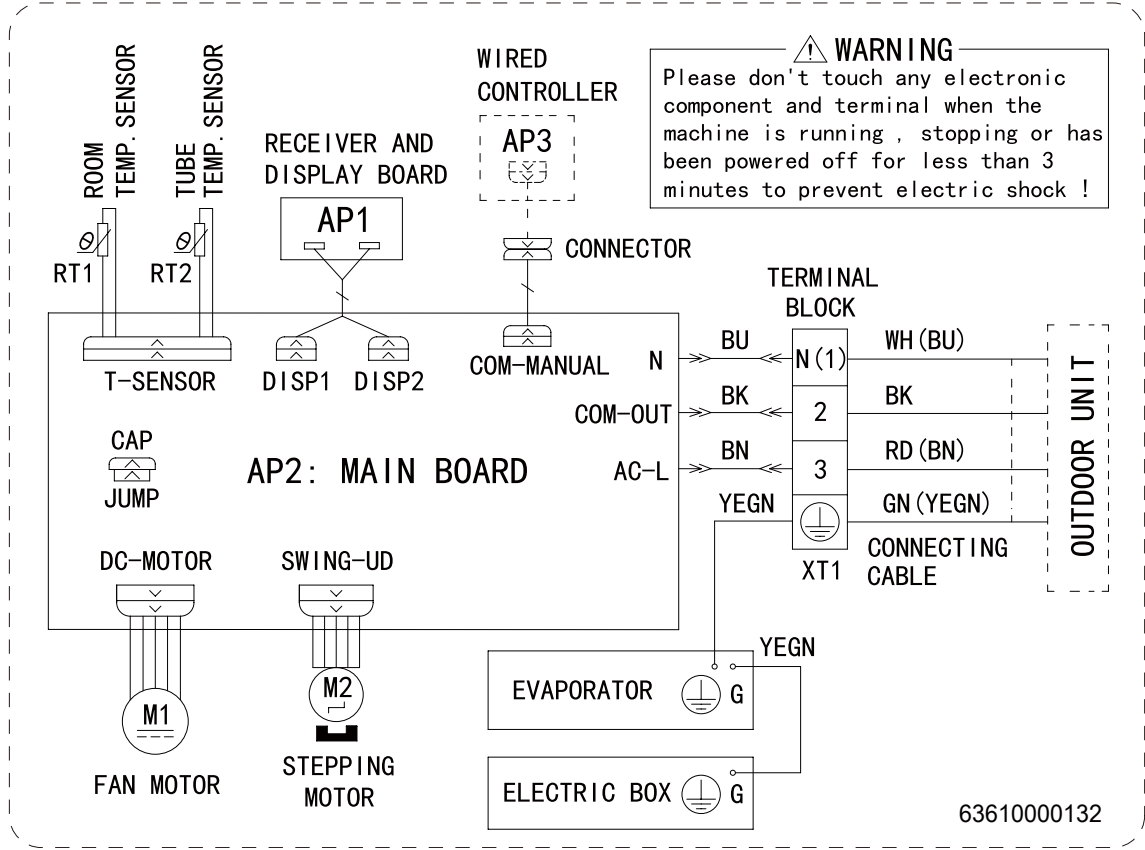 ROOM
TEMP. SENSOR
TUBE
TEMP. SENSOR
RT1
RT2
RECEIVER AND
DISPLAY BOARD
AP1
WIRED
CONTROLLER
AP3
CONNECTOR
WARNING
Please don't touch any electronic
component and terminal when the
machine is running , stopping or has
been powered off for less than 3
minutes to prevent electric shock !
T-SENSOR
DISP1
DISP2
COM-MANUAL
N
COM-OUT
AC-L
CAP
JUMP
AP2: MAIN BOARD
DC-MOTOR
SWING-UD
BU
BK
BN
YEGN
TERMINAL
BLOCK
N(1)
2
3
XT1
WH(BU)
BK
RD(BN)
GN(YEGN)
CONNECTING
CABLE
OUTDOOR UNIT
M1
FAN MOTOR
M2
STEPPING
MOTOR
YEGN
EVAPORATOR
G
ELECTRIC BOX
G
63610000132